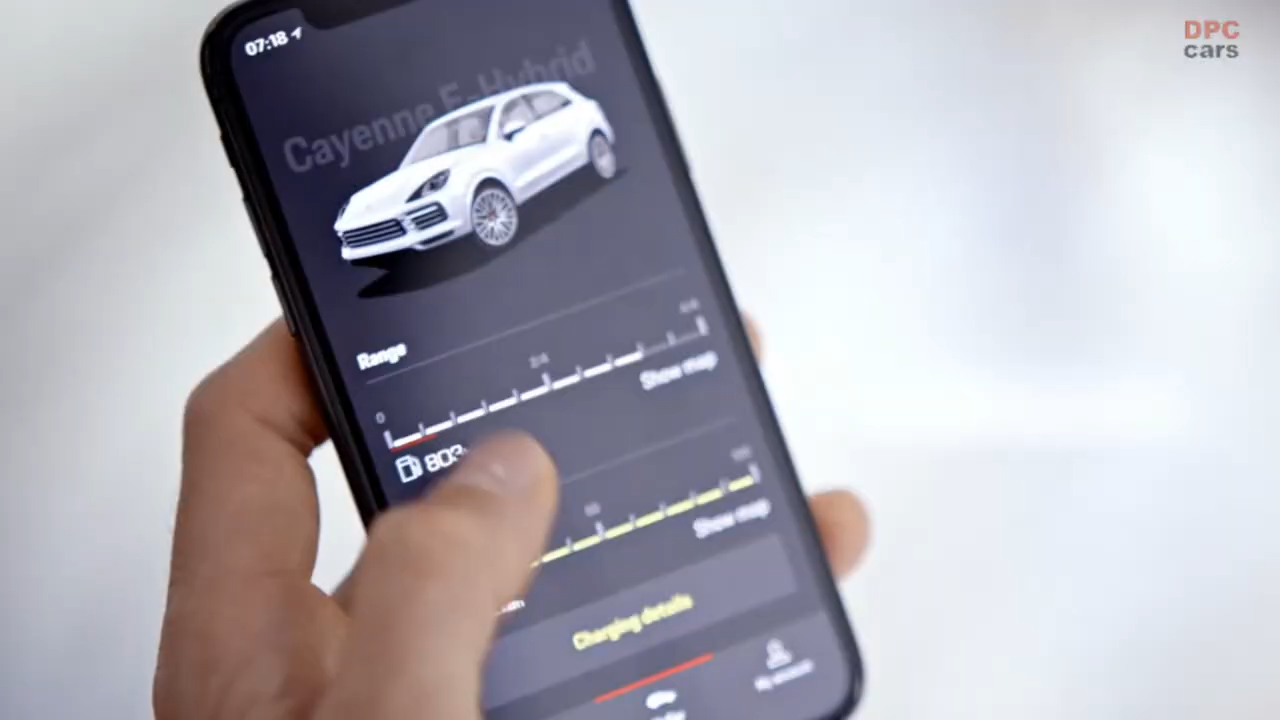 07:18
DPC
cars
Cayenne E-Hybrid
Range
0
Show map
803
Show map
Charging details
My account